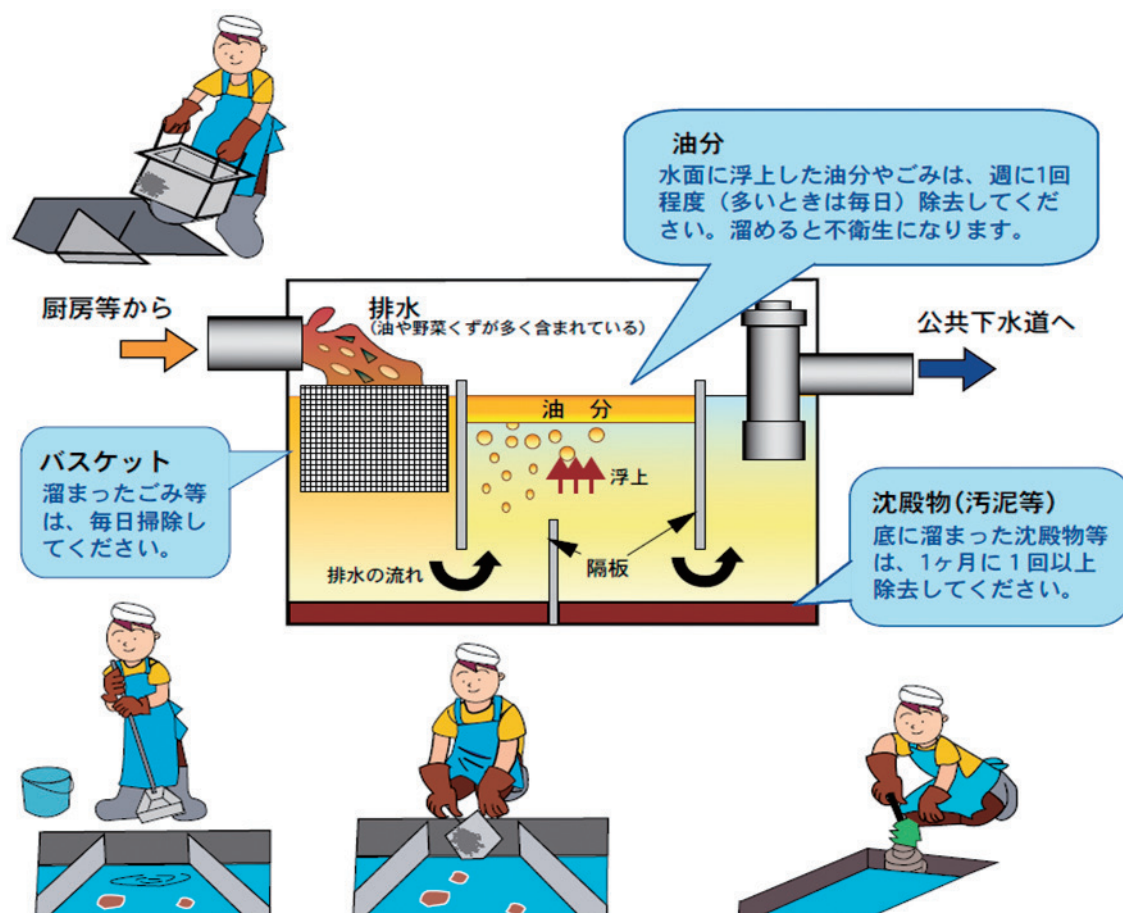 油分
水面に浮上した油分やごみは、週に1回
程度（多いときは毎日）除去してくだ
さい。溜めると不衛生になります。
厨房等から
排水
（油や野菜くずが多く含まれている）
公共下水道へ
油 分
浮上
バスケット
溜まったごみ等
は、毎日掃除し
てください。
排水の流れ
隔板
沈殿物（汚泥等）
底に溜まった沈殿物等
は、1ヶ月に１回以上
除去してください。